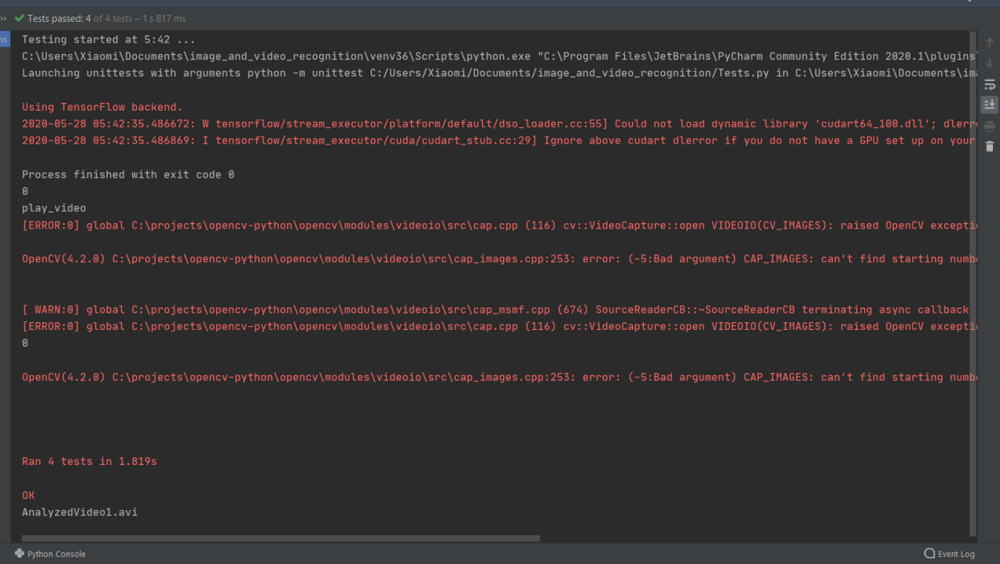 Tests passed: 4 of 4 tests – 1 s 817 ms
ms
Testing started at 5:42 ...
C:\Users\Xiaomi\Documents\image_and_video_recognition\venv36\Scripts\python.exe "C:\Program Files\JetBrains\PyCharm Community Edition 2020.1\plugins\
Launching unittests with arguments python -m unittest C:/Users/Xiaomi/Documents/image_and_video_recognition/Tests.py in C:\Users\Xiaomi\Documents\ima
Using TensorFlow backend.
2020-05-28 05:42:35.486672: W tensorflow/stream_executor/platform/default/dso_loader.cc:55] Could not load dynamic library 'cudart64_100.dll'; dlerro
2020-05-28 05:42:35.486869: I tensorflow/stream_executor/cuda/cudart_stub.cc:29] Ignore above cudart dlerror if you do not have a GPU set up on your
Process finished with exit code 0
0
play_video
[ERROR:0] global C:\projects\opencv-python\opencv\modules\videoio\src\cap.cpp (116) cv::VideoCapture::open VIDEOIO(CV_IMAGES): raised OpenCV exceptio
OpenCV(4.2.0) C:\projects\opencv-python\opencv\modules\videoio\src\cap_images.cpp:253: error: (-5:Bad argument) CAP_IMAGES: can't find starting numbe
[ WARN:0] global C:\projects\opencv-python\opencv\modules\videoio\src\cap_msmf.cpp (674) SourceReaderCB::~SourceReaderCB terminating async callback
[ERROR:0] global C:\projects\opencv-python\opencv\modules\videoio\src\cap.cpp (116) cv::VideoCapture::open VIDEOIO(CV_IMAGES): raised OpenCV exceptio
0
OpenCV(4.2.0) C:\projects\opencv-python\opencv\modules\videoio\src\cap_images.cpp:253: error: (-5:Bad argument) CAP_IMAGES: can't find starting numbe
Ran 4 tests in 1.819s
OK
AnalyzedVideo1.avi
Python Console
Event Log